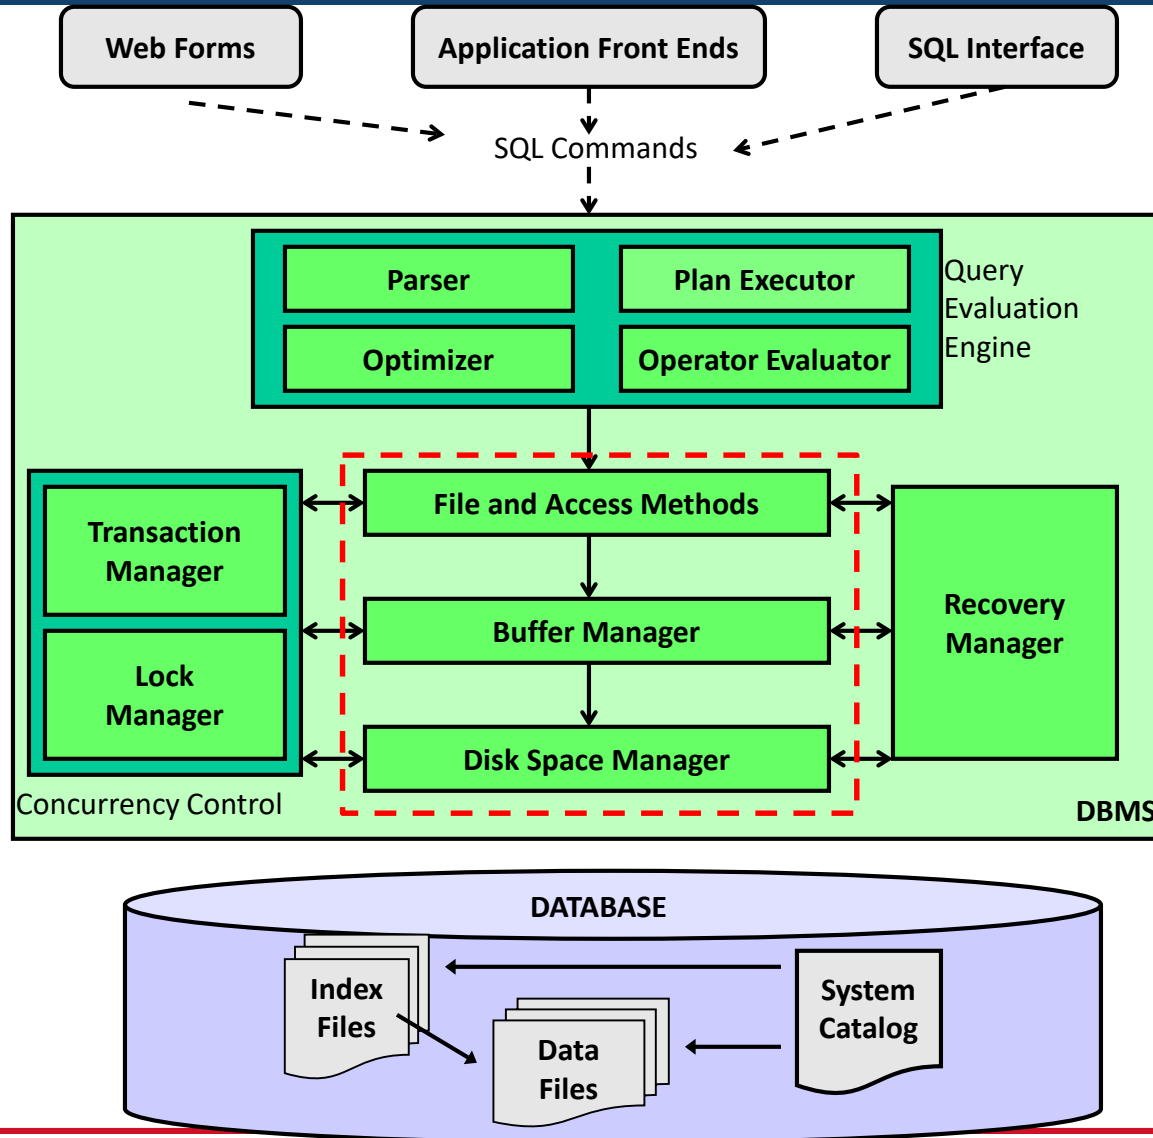 Web Forms
Application Front Ends
SQL Interface
SQL Commands
Parser
Plan Executor
Optimizer
Operator Evaluator
Query
Evaluation
Engine
File and Access Methods
Transaction
Manager
Buffer Manager
Recovery
Manager
Lock
Manager
Disk Space Manager
Concurrency Control
DBMS
DATABASE
Index
Files
System
Catalog
Data
Files